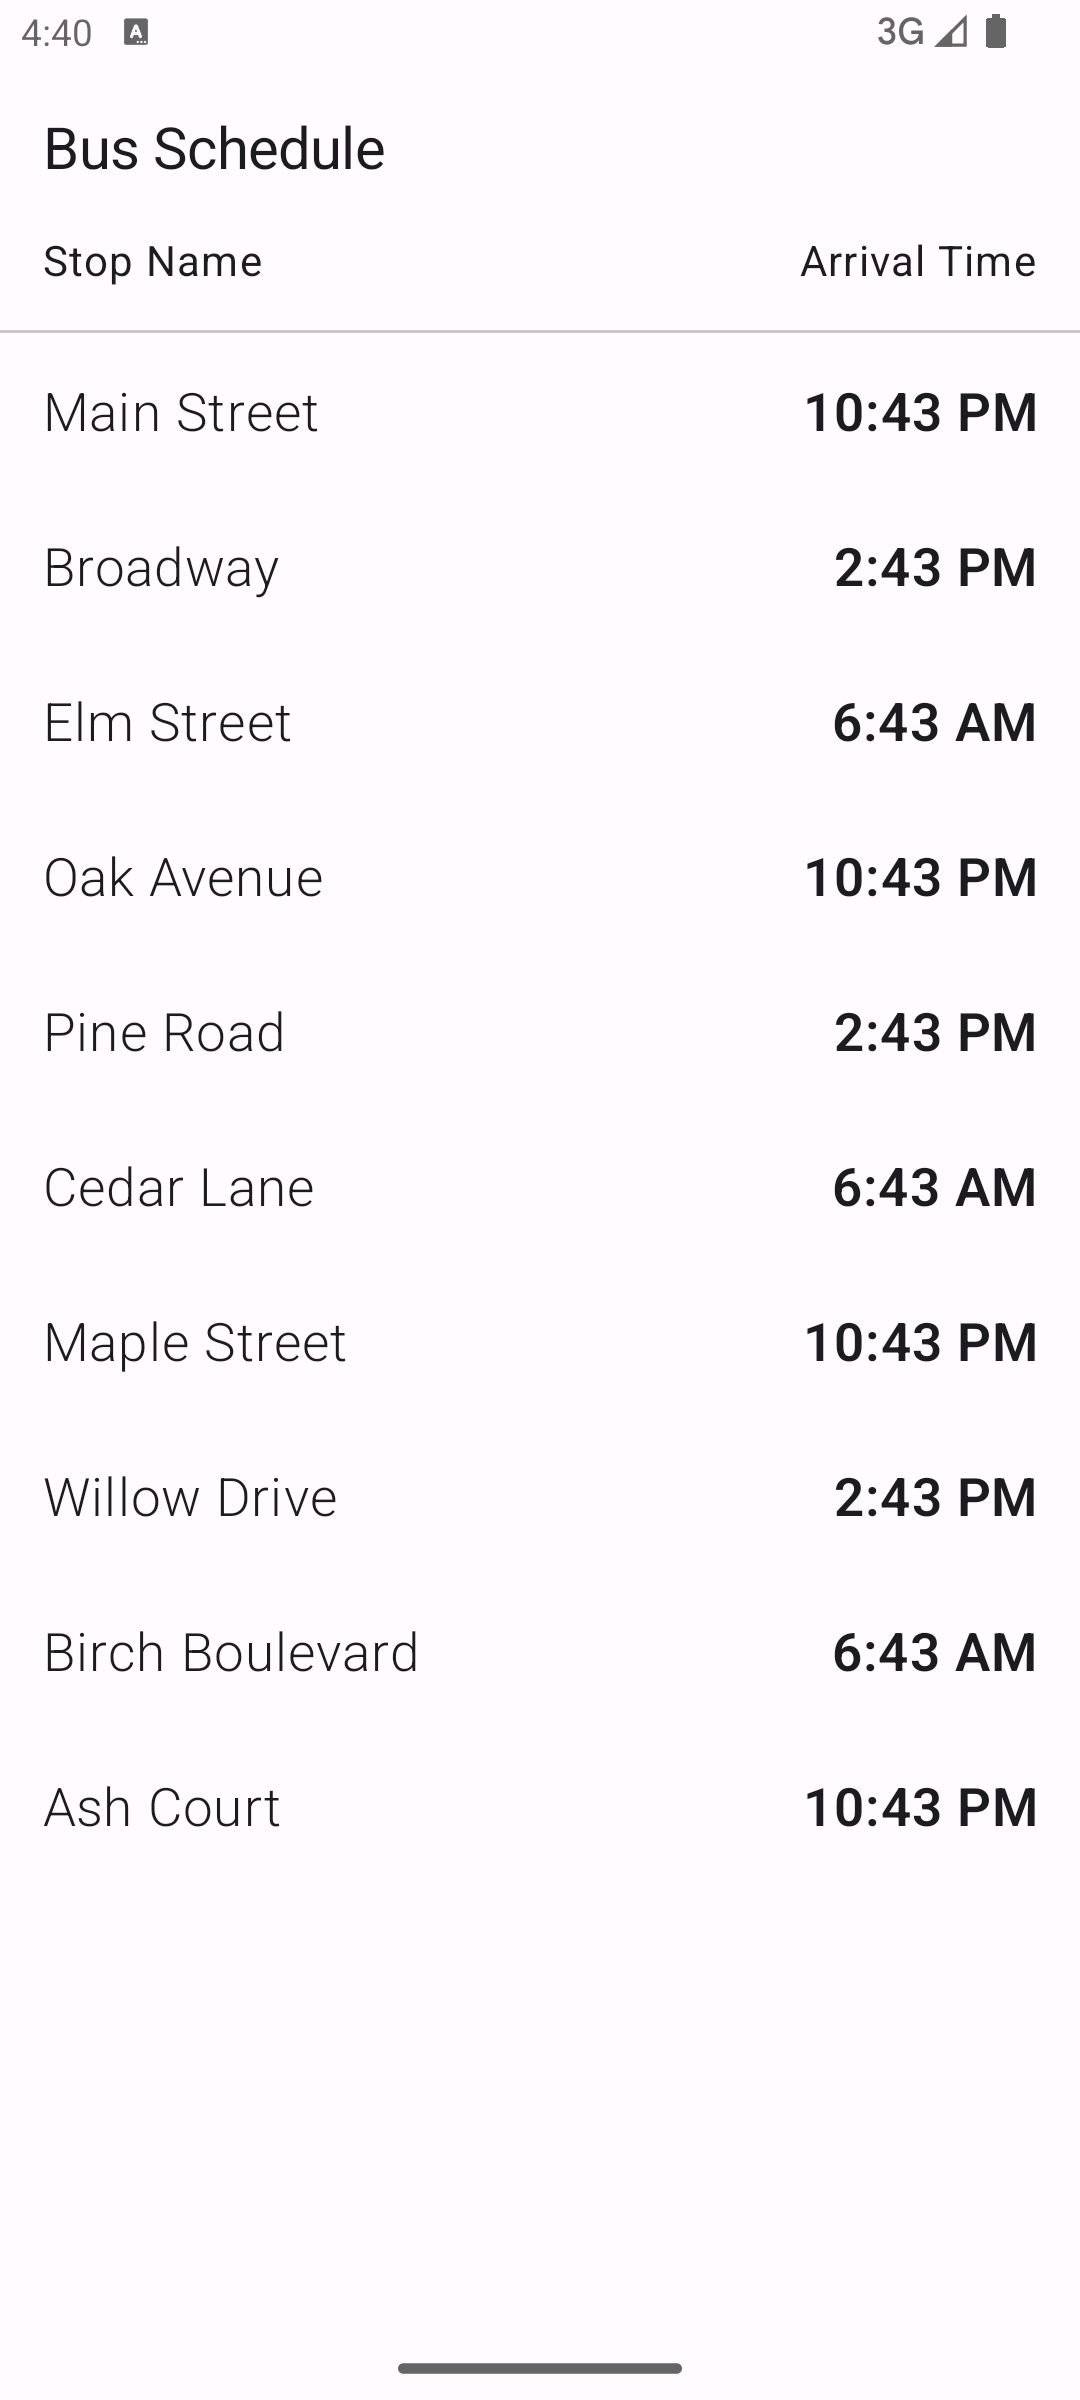 4:40 3G
Bus Schedule
Stop Name Arrival Time
Main Street 10:43 PM
Broadway 2:43 PM
Elm Street 6:43 AM
Oak Avenue 10:43 PM
Pine Road 2:43 PM
Cedar Lane 6:43 AM
Maple Street 10:43 PM
Willow Drive 2:43 PM
Birch Boulevard 6:43 AM
Ash Court 10:43 PM